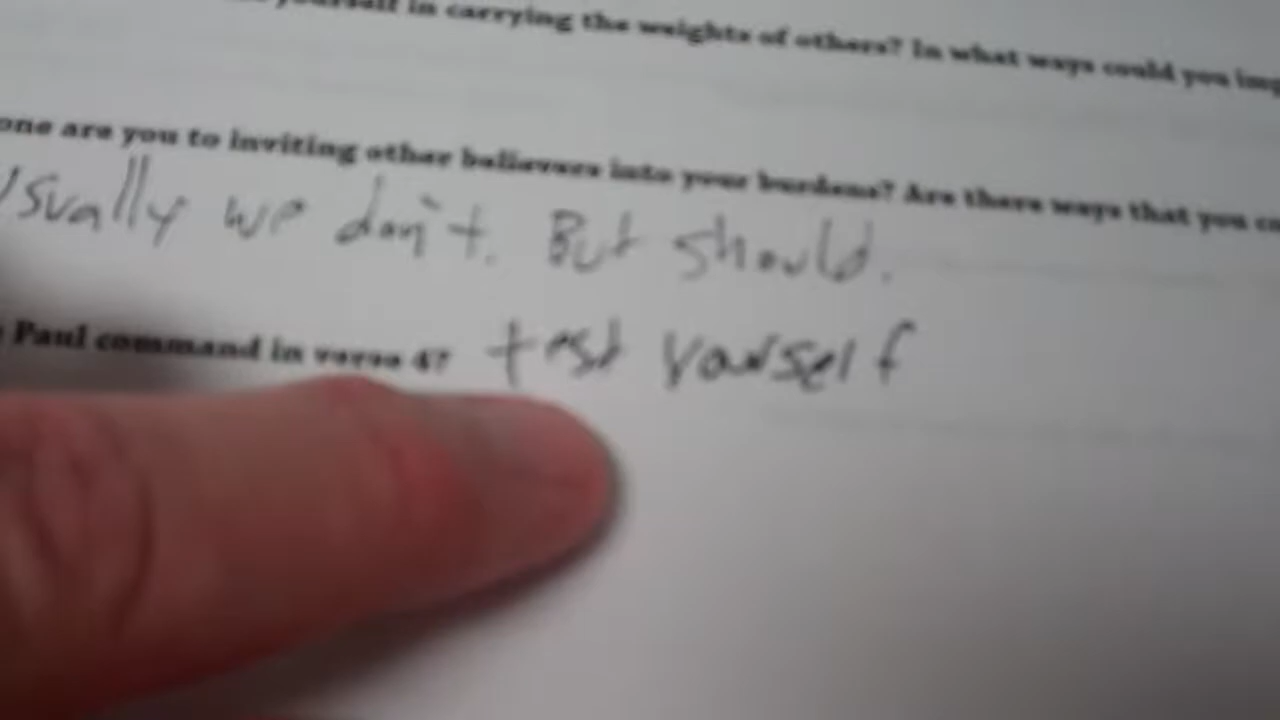 yourself in carrying the weights of others? In what ways could you imp
one are you to inviting other believers into your burdens? Are there ways that you co
Usually we don't. But should.
Paul command in verse 4? test yourself